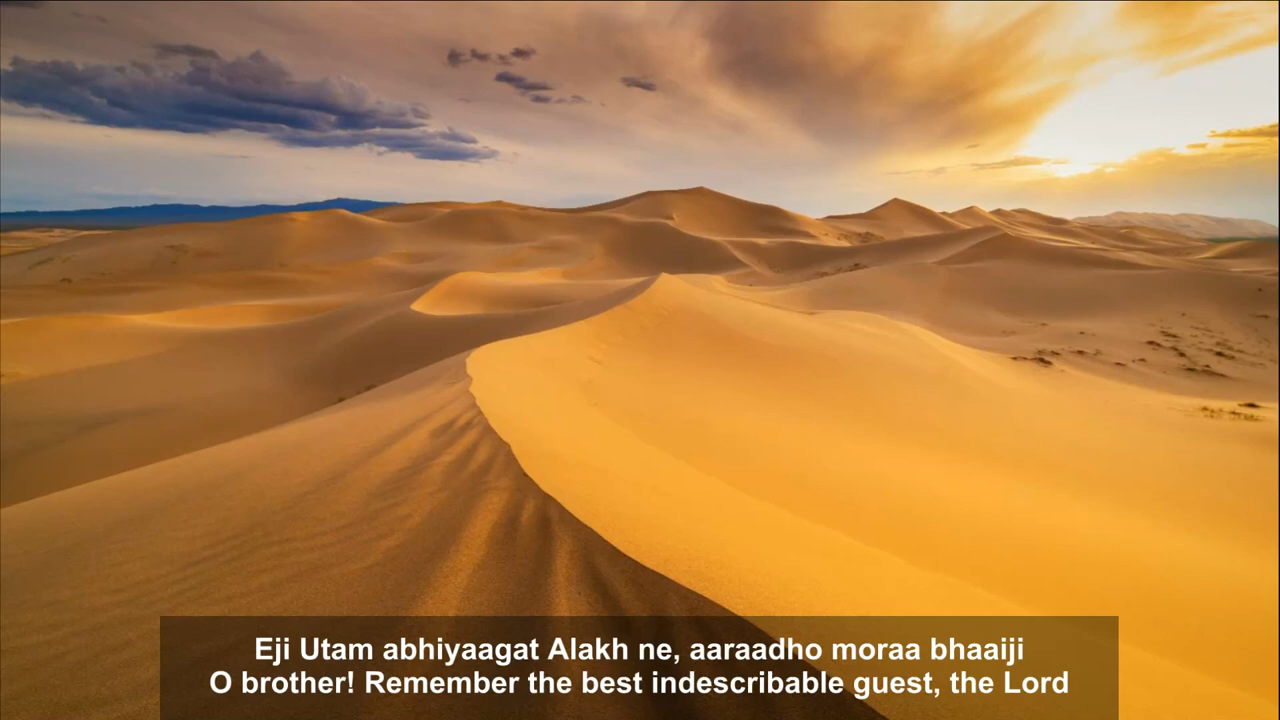 Eji Utam abhiyaagat Alakh ne, aaraadho moraa bhaaiji
O brother! Remember the best indescribable guest, the Lord